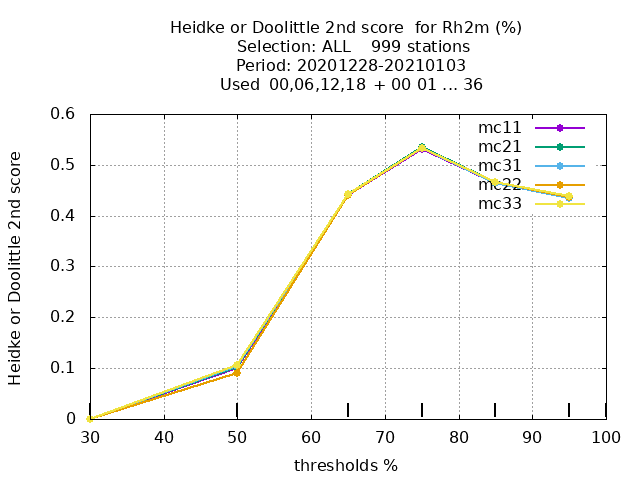 Heidke or Doolittle 2nd score  for Rh2m (%)
Selection: ALL    999 stations
Period: 20201228-20210103
Used  00,06,12,18  + 00 01 ... 36
Heidke or Doolittle 2nd score
0.6
0.5
0.4
0.3
0.2
0.1
0
mc11
mc21
mc31
mc22
mc33
30 40 50 60 70 80 90 100
thresholds %